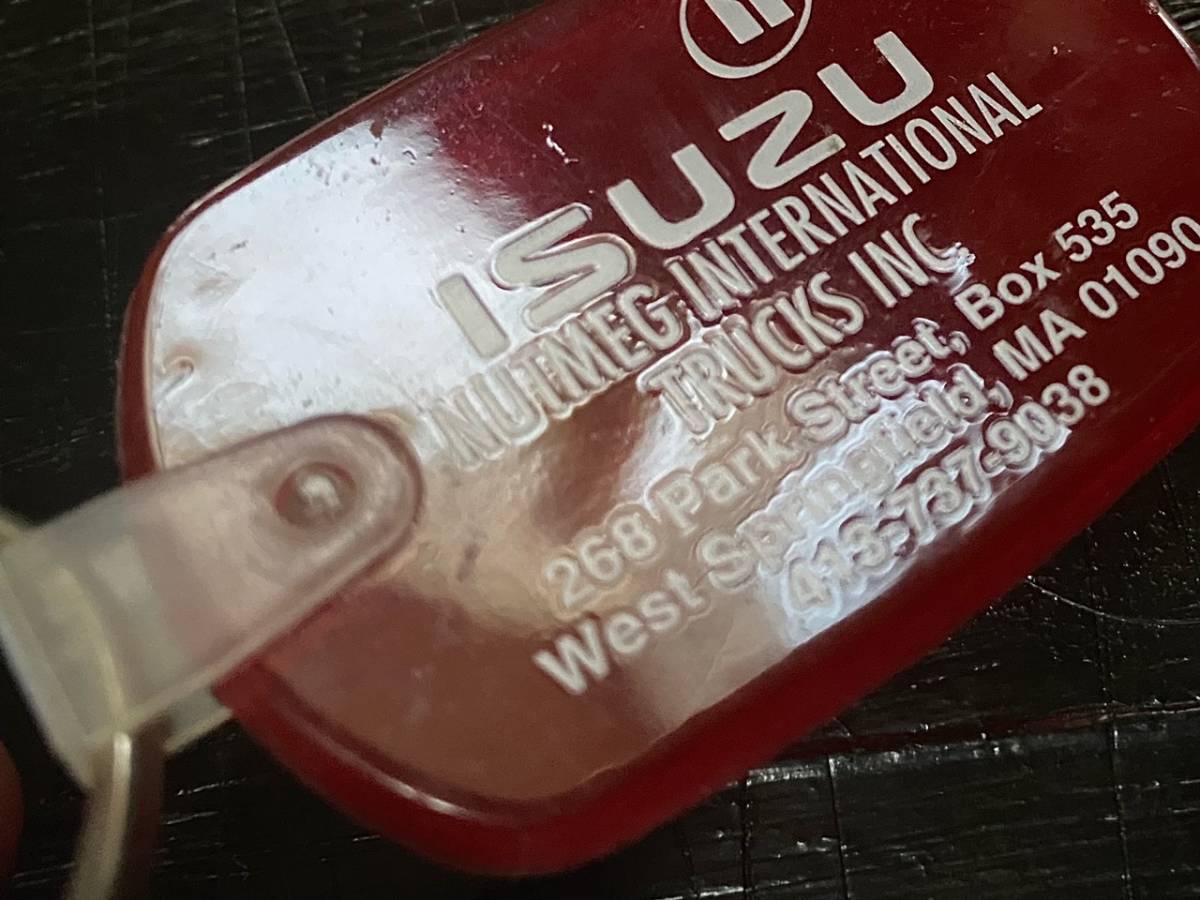 ISUZU
NUTMEG INTERNATIONAL
TRUCKS INC.
268 Park Street, Box 535
West Springfield, MA 01090
413-737-9038